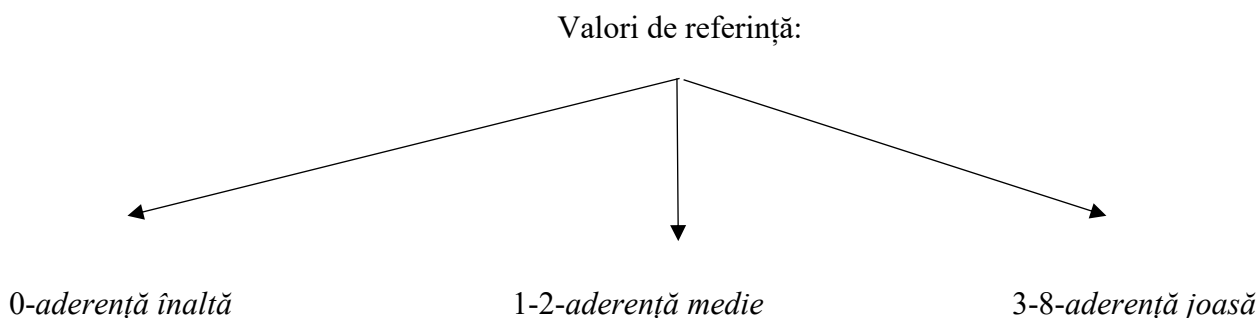 Valori de referință:
0-aderență înaltă
1-2-aderență medie
3-8-aderență joasă